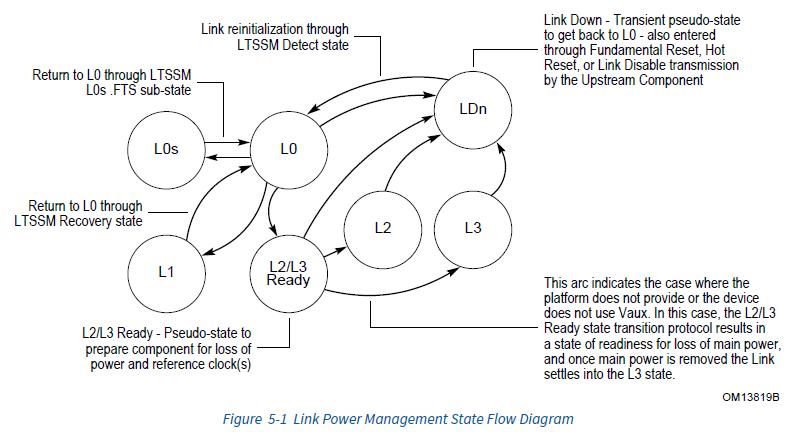 Link reinitialization through
LTSSM Detect state
Link Down - Transient pseudo-state
to get back to L0 - also entered
through Fundamental Reset, Hot
Reset, or Link Disable transmission
by the Upstream Component
Return to L0 through LTSSM
L0s .FTS sub-state
LDn
L0s
L0
Return to L0 through
LTSSM Recovery state
L2
L3
L1
L2/L3
Ready
This arc indicates the case where the
platform does not provide or the device
does not use Vaux. In this case, the L2/L3
Ready state transition protocol results in
a state of readiness for loss of main power,
and once main power is removed the Link
settles into the L3 state.
L2/L3 Ready - Pseudo-state to
prepare component for loss of
power and reference clock(s)
OM13819B
Figure 5-1 Link Power Management State Flow Diagram